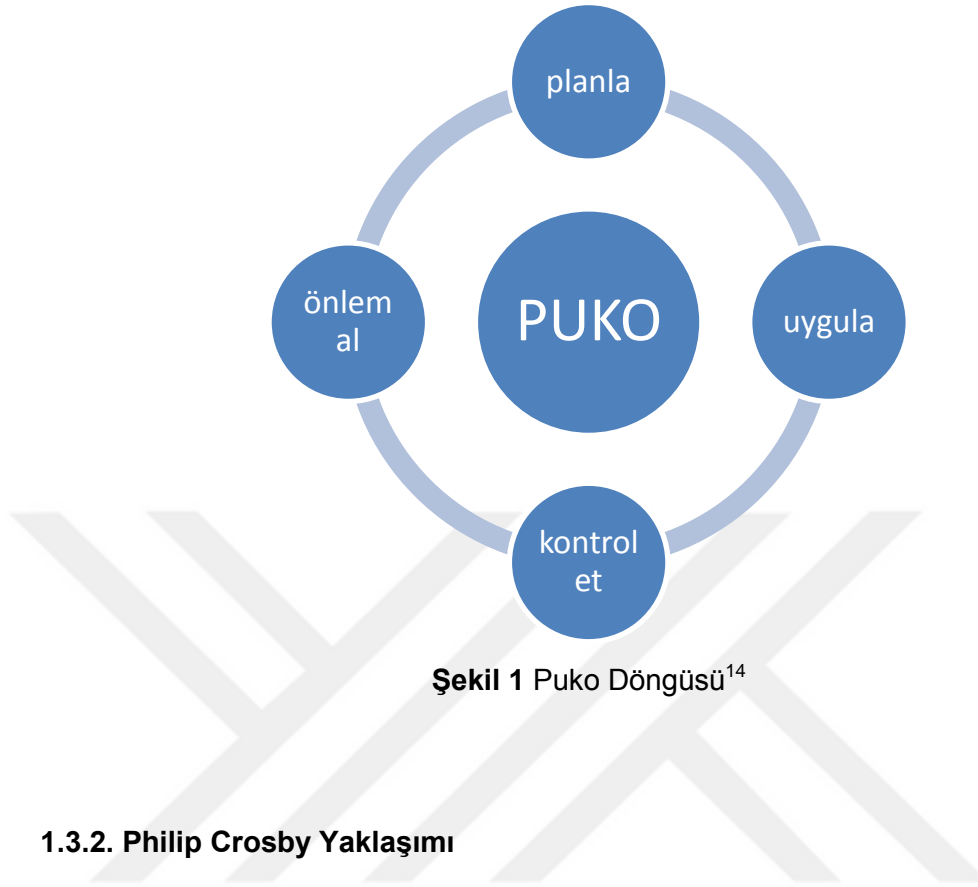 planla
önlem
al
PUKO
uygula
kontrol
et
Şekil 1 Puko Döngüsü14
1.3.2. Philip Crosby Yaklaşımı